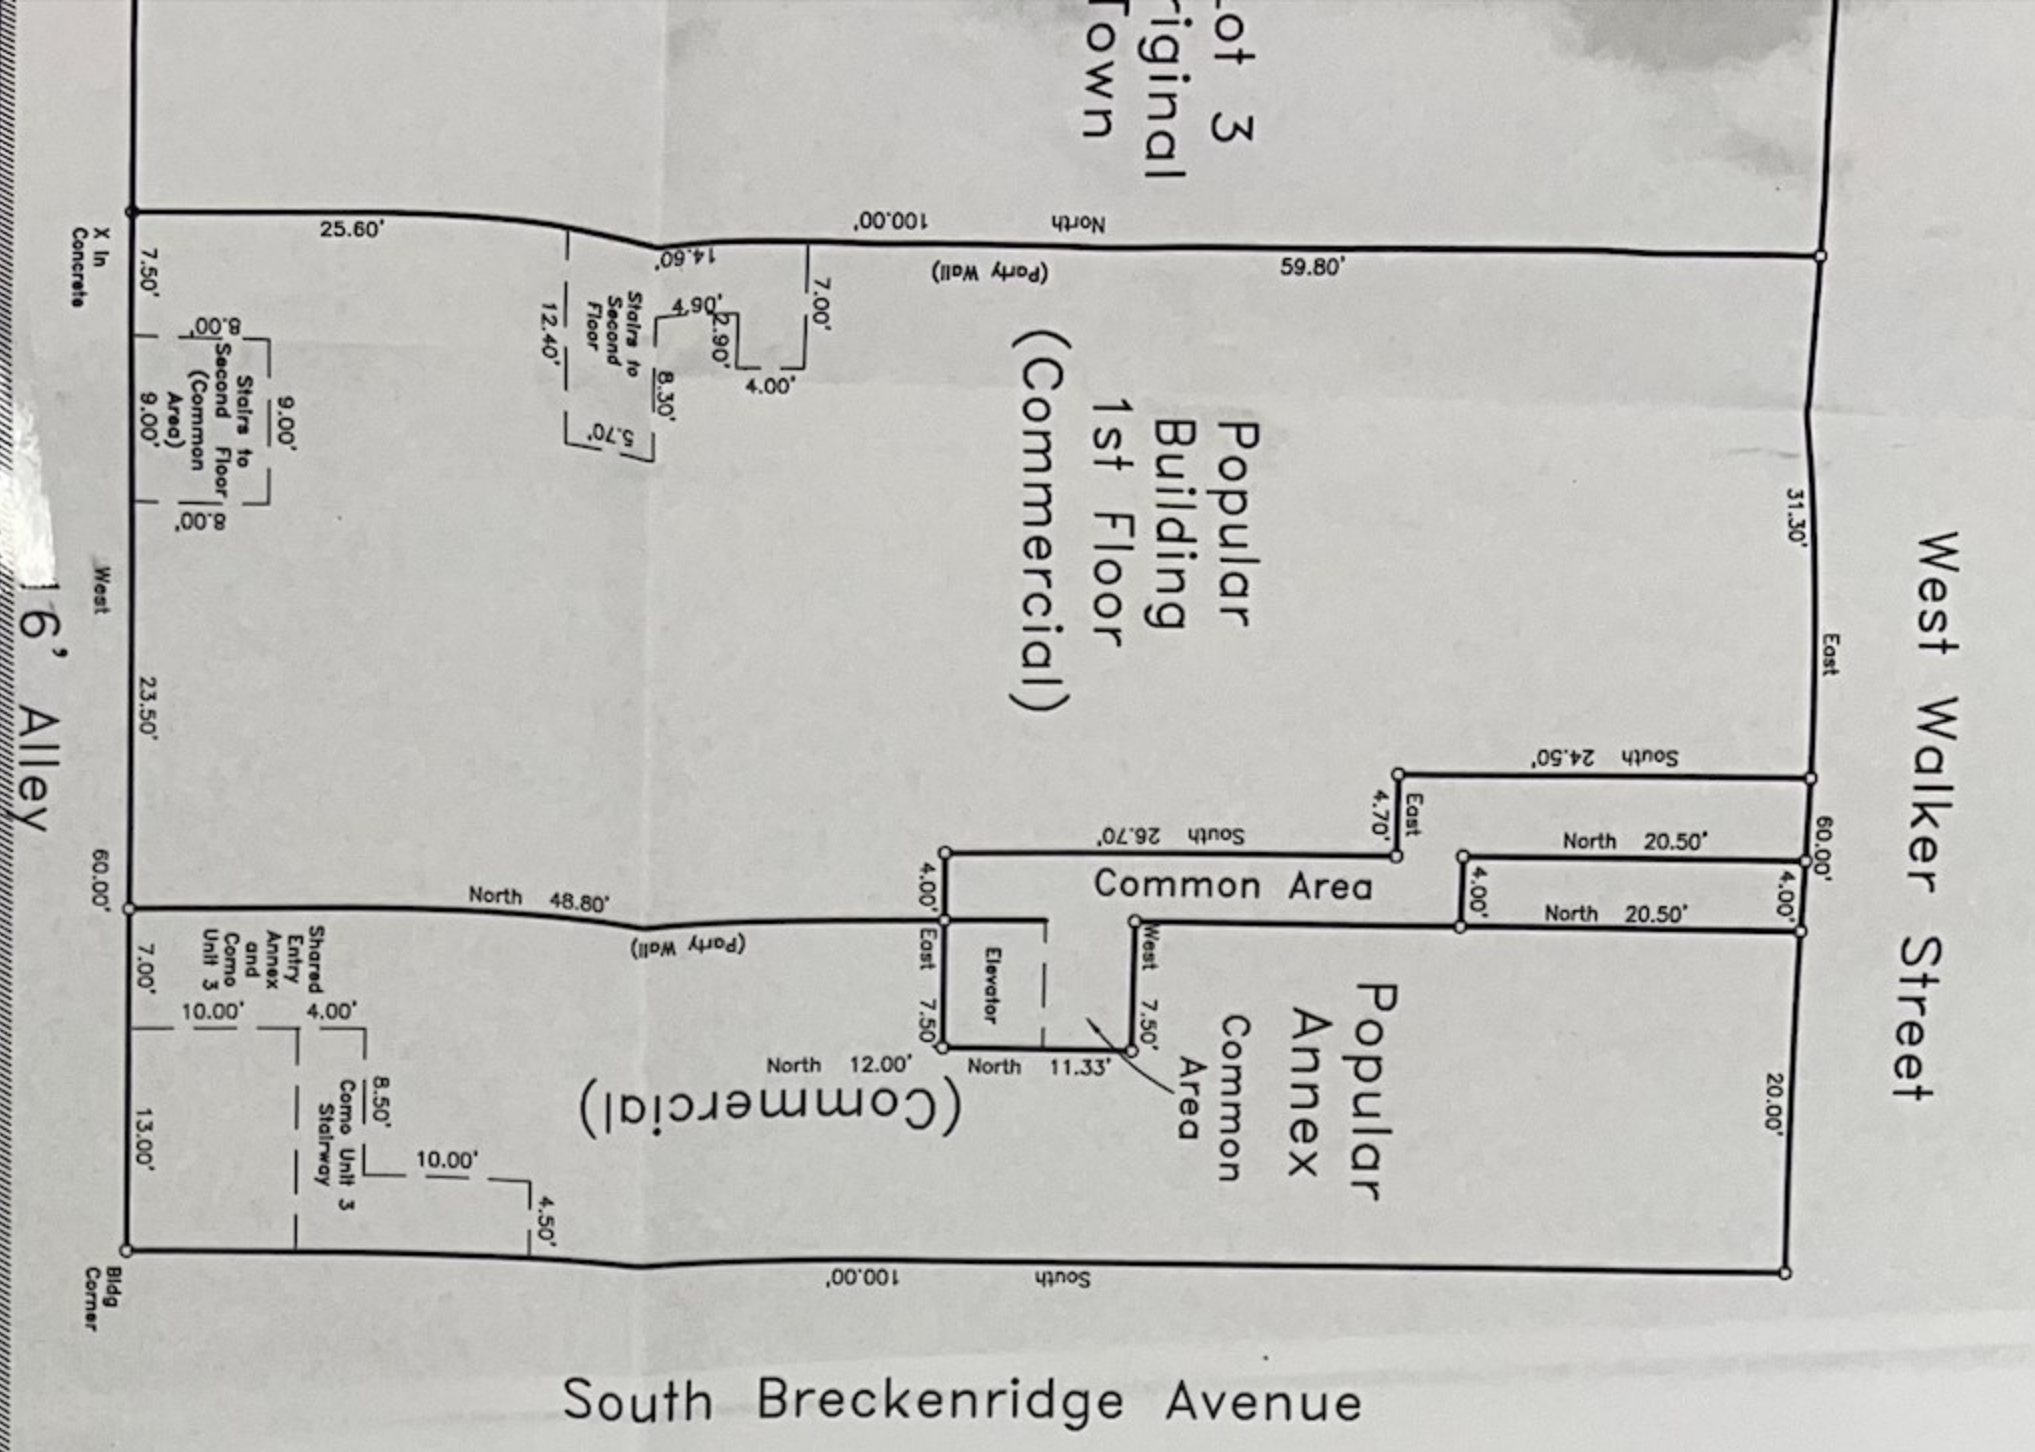 Lot 3
riginal
Town
West Walker Street
X In
Concrete
25.60'
14.60'
North 100.00'
(Party Wall)
59.80'
7.50'
8.00'
Stairs to
Second Floor
(Common
Area)
9.00'
9.00'
8.00'
12.40'
Stairs to
Second
Floor
5.70'
8.30'
4.60'
2.90'
4.00'
7.00'
Popular
Building
1st Floor
(Commercial)
31.30'
East
60.00'
South 24.50'
East
4.70'
South 26.70'
4.00'
Common Area
North 20.50'
4.00'
4.00'
North 20.50'
16' Alley
West
60.00'
23.50'
North 48.80'
(Party Wall)
East 7.50'
Elevator
West 7.50'
North 12.00'
North 11.33'
Common
Area
Popular
Annex
(Commercial)
20.00'
7.00'
Shared
Entry
Annex
and
Como
Unit 3
10.00'
4.00'
8.50'
Como Unit 3
Stairway
10.00'
4.50'
13.00'
South 100.00'
Bldg
Corner
South Breckenridge Avenue